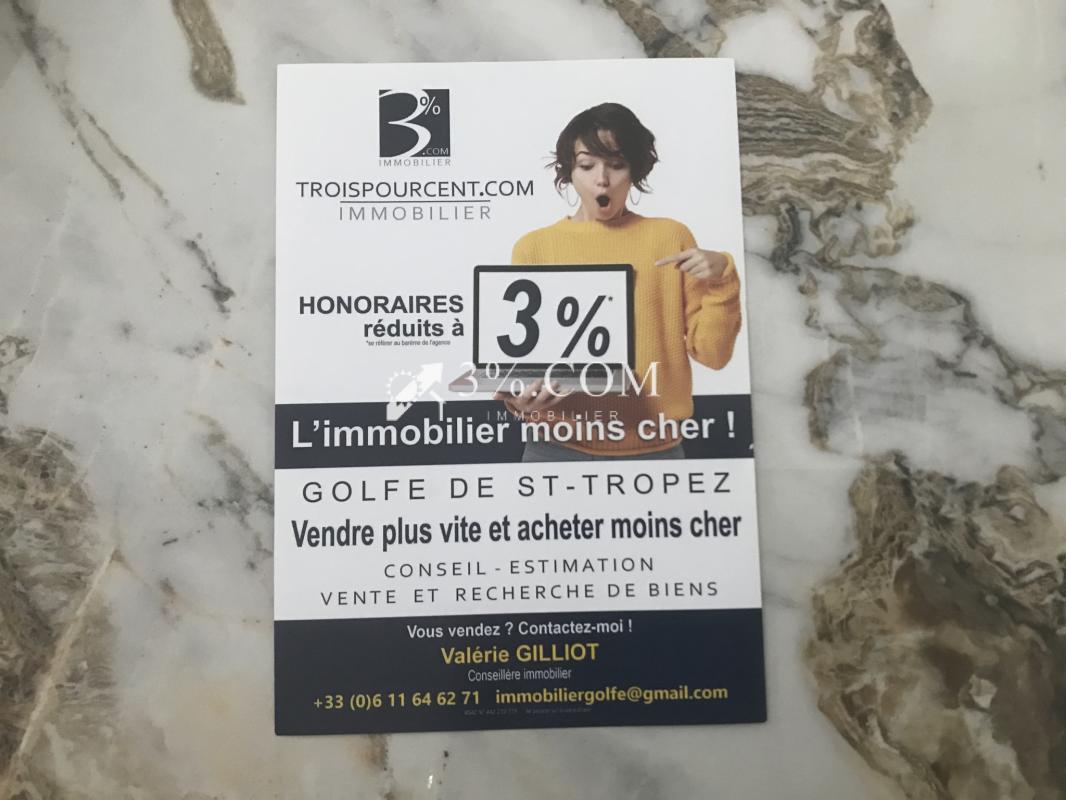 3%
.COM
IMMOBILIER
TROISPOURCENT.COM
IMMOBILIER
HONORAIRES
réduits à
*se référer au barème de l'agence
3%*
3%.COM
IMMOBILIER
L'immobilier moins cher !
GOLFE DE ST-TROPEZ
Vendre plus vite et acheter moins cher
CONSEIL - ESTIMATION
VENTE ET RECHERCHE DE BIENS
Vous vendez ? Contactez-moi !
Valérie GILLIOT
Conseillère immobilier
+33 (0)6 11 64 62 71 immobiliergolfe@gmail.com